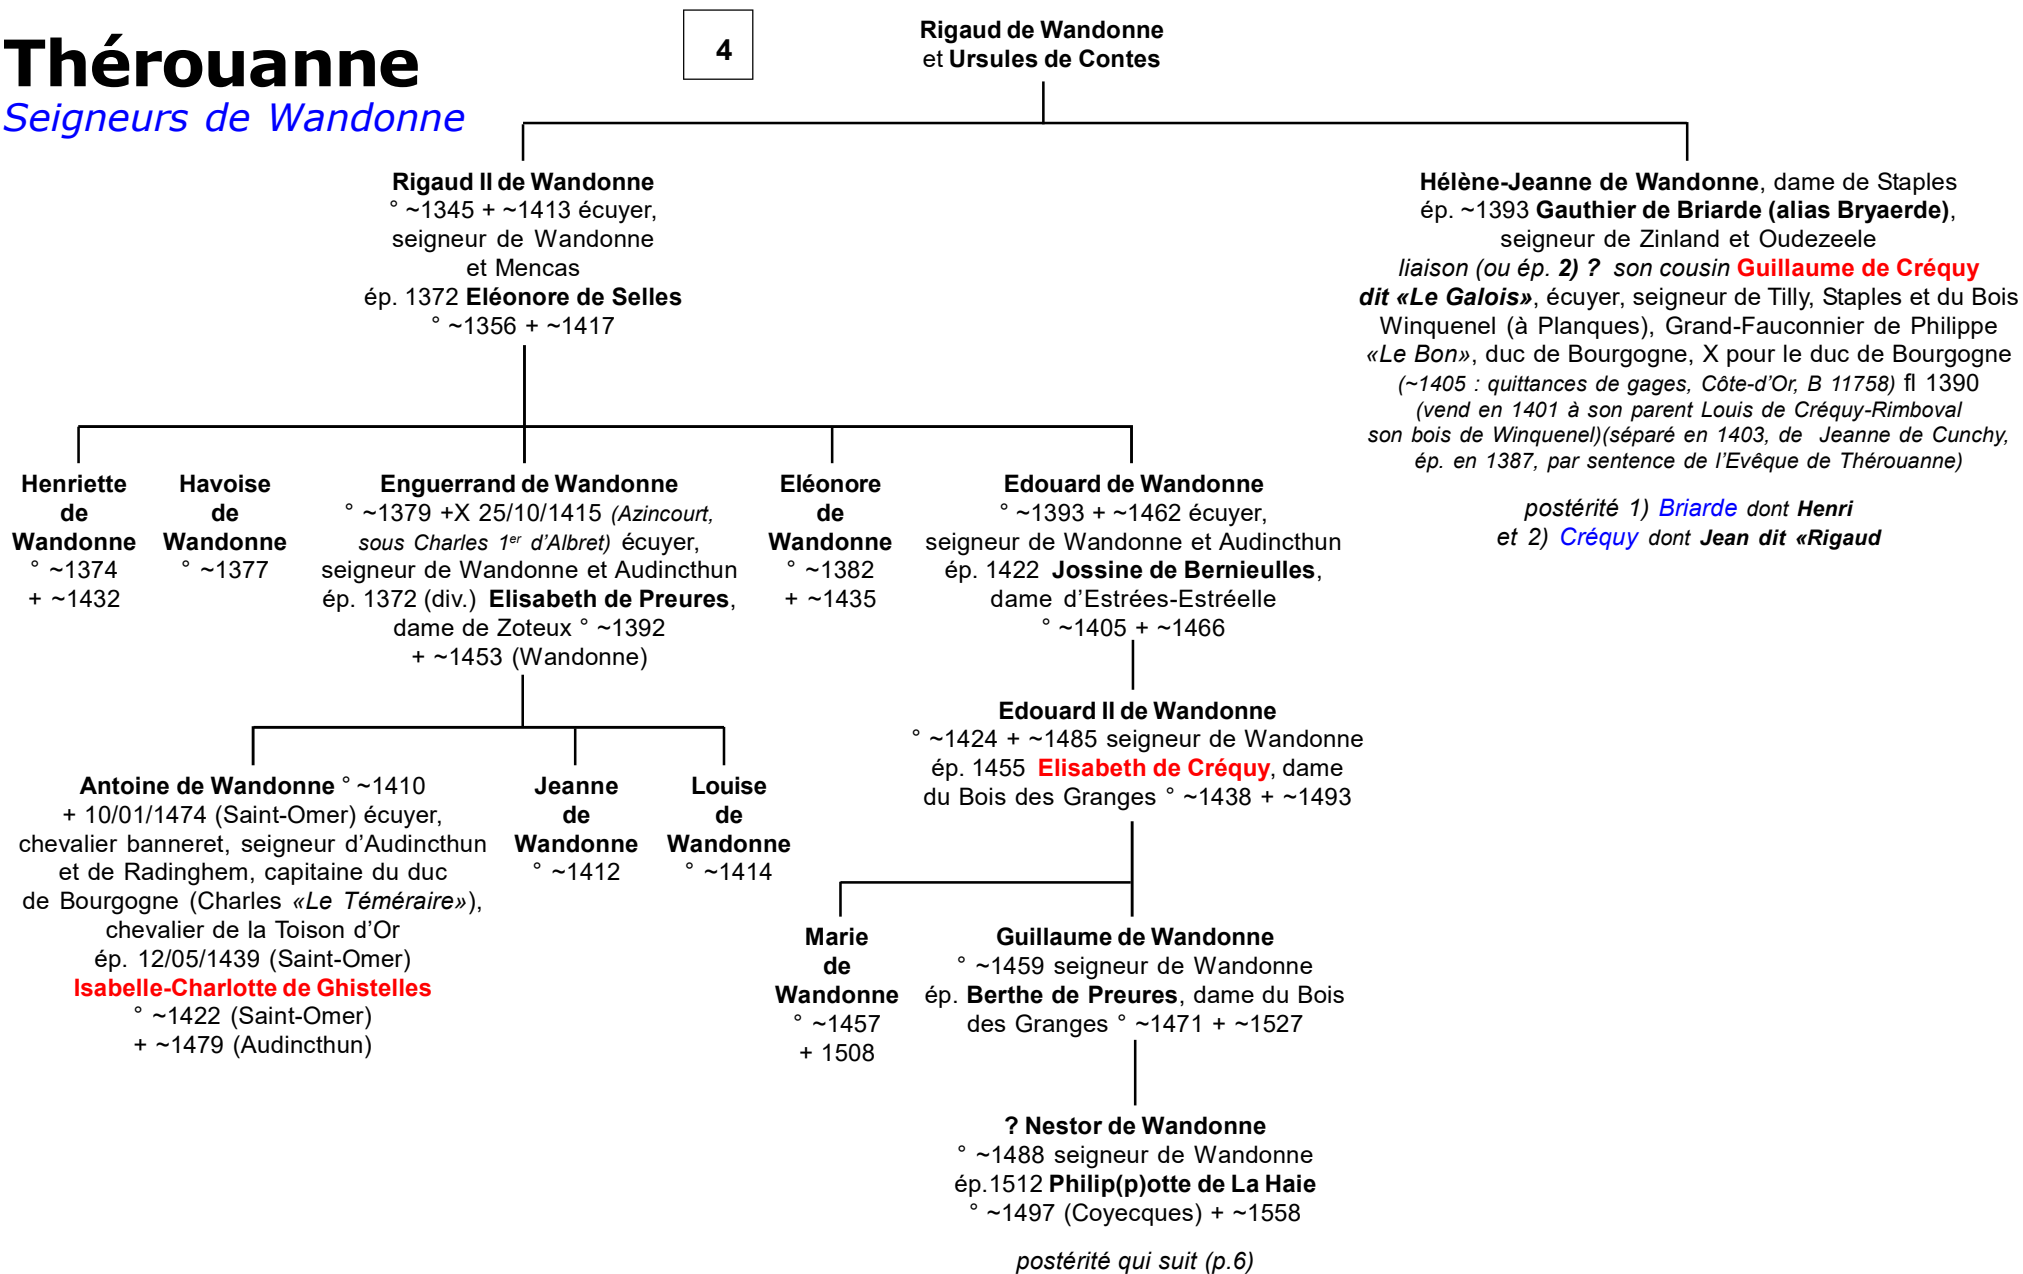 Thérouanne
Seigneurs de Wandonne
4
Rigaud de Wandonne
et Ursules de Contes
Rigaud II de Wandonne
° ~1345 + ~1413 écuyer,
seigneur de Wandonne
et Mencas
ép. 1372 Eléonore de Selles
° ~1356 + ~1417
Hélène-Jeanne de Wandonne, dame de Staples
ép. ~1393 Gauthier de Briarde (alias Bryaerde),
seigneur de Zinland et Oudezeele
liaison (ou ép. 2) ? son cousin Guillaume de Créquy
dit «Le Galois», écuyer, seigneur de Tilly, Staples et du Bois
Winquenel (à Planques), Grand-Fauconnier de Philippe
«Le Bon», duc de Bourgogne, X pour le duc de Bourgogne
(~1405 : quittances de gages, Côte-d’Or, B 11758) fl 1390
(vend en 1401 à son parent Louis de Créquy-Rimboval
son bois de Winquenel)(séparé en 1403, de Jeanne de Cunchy,
ép. en 1387, par sentence de l’Evêque de Thérouanne)
postérité 1) Briarde dont Henri
et 2) Créquy dont Jean dit «Rigaud
Henriette
de
Wandonne
° ~1374
+ ~1432
Havoise
de
Wandonne
° ~1377
Enguerrand de Wandonne
° ~1379 +X 25/10/1415 (Azincourt,
sous Charles 1er d’Albret) écuyer,
seigneur de Wandonne et Audincthun
ép. 1372 (div.) Elisabeth de Preures,
dame de Zoteux ° ~1392
+ ~1453 (Wandonne)
Eléonore
de
Wandonne
° ~1382
+ ~1435
Edouard de Wandonne
° ~1393 + ~1462 écuyer,
seigneur de Wandonne et Audincthun
ép. 1422 Jossine de Bernieulles,
dame d’Estrées-Estréelle
° ~1405 + ~1466
Edouard II de Wandonne
° ~1424 + ~1485 seigneur de Wandonne
ép. 1455 Elisabeth de Créquy, dame
du Bois des Granges ° ~1438 + ~1493
Antoine de Wandonne ° ~1410
+ 10/01/1474 (Saint-Omer) écuyer,
chevalier banneret, seigneur d’Audincthun
et de Radinghem, capitaine du duc
de Bourgogne (Charles «Le Téméraire»),
chevalier de la Toison d’Or
ép. 12/05/1439 (Saint-Omer)
Isabelle-Charlotte de Ghistelles
° ~1422 (Saint-Omer)
+ ~1479 (Audincthun)
Jeanne
de
Wandonne
° ~1412
Louise
de
Wandonne
° ~1414
Marie
de
Wandonne
° ~1457
+ 1508
Guillaume de Wandonne
° ~1459 seigneur de Wandonne
ép. Berthe de Preures, dame du Bois
des Granges ° ~1471 + ~1527
? Nestor de Wandonne
° ~1488 seigneur de Wandonne
ép.1512 Philip(p)otte de La Haie
° ~1497 (Coyecques) + ~1558
postérité qui suit (p.6)